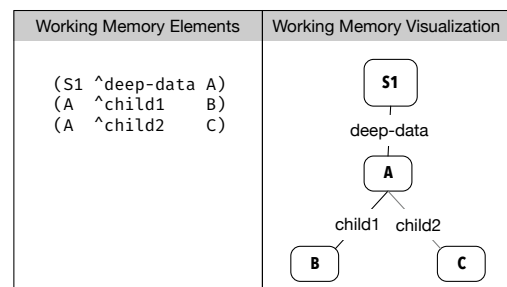 Working Memory Elements
Working Memory Visualization
(S1 ^deep-data A)
(A ^child1 B)
(A ^child2 C)
S1
deep-data
A
child1 child2
B C